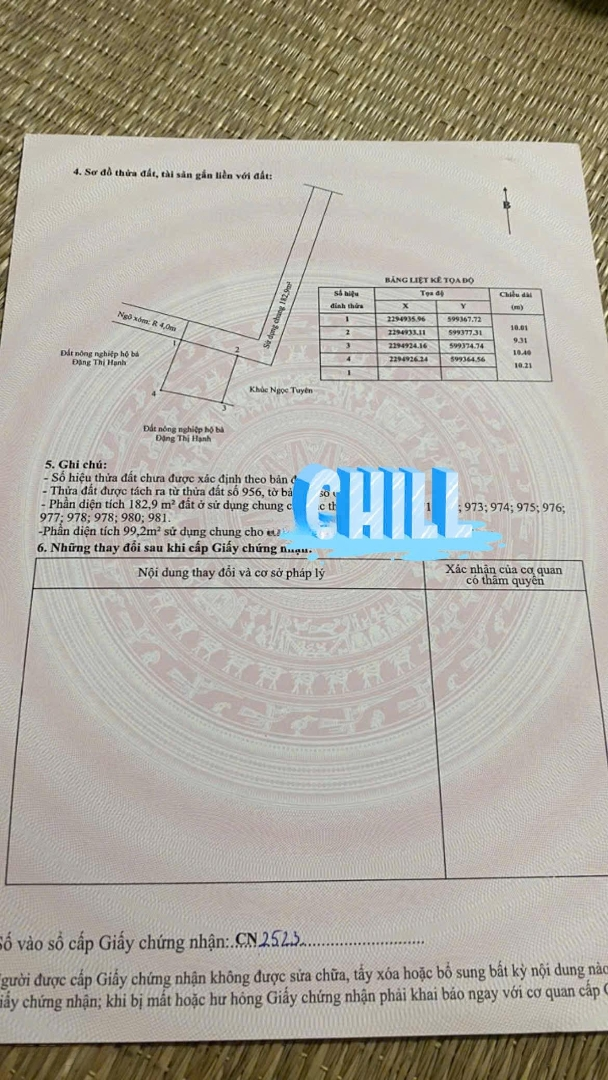 4. Sơ đồ thửa đất, tài sản gắn liền với đất:
B
Sử dụng chung 182,9m²
Ngõ xóm: R 4,0m
1
2
3
4
Đất nông nghiệp hộ bà
Đặng Thị Hạnh
Khúc Ngọc Tuyên
Đất nông nghiệp hộ bà
Đặng Thị Hạnh
BẢNG LIỆT KÊ TỌA ĐỘ
Số hiệu đỉnh thửa Tọa độ Chiều dài (m)
X Y
1 2294935.96 599367.72
10.01
2 2294933.11 599377.31
9.31
3 2294924.16 599374.74
10.40
4 2294926.24 599364.56
10.21
1
5. Ghi chú:
- Số hiệu thửa đất chưa được xác định theo bản
- Thửa đất được tách ra từ thửa đất số 956, tờ số
- Phần diện tích 182,9 m² đất ở sử dụng chung ; 973; 974; 975; 976;
977; 978; 978; 980; 981.
-Phần diện tích 99,2m² sử dụng chung cho
CHILL
6. Những thay đổi sau khi cấp Giấy chứng nhận:
Nội dung thay đổi và cơ sở pháp lý
Xác nhận của cơ quan
có thẩm quyền
Số vào sổ cấp Giấy chứng nhận: CN 2523
gười được cấp Giấy chứng nhận không được sửa chữa, tẩy xóa hoặc bổ sung bất kỳ nội dung nào
iấy chứng nhận; khi bị mất hoặc hư hỏng Giấy chứng nhận phải khai báo ngay với cơ quan cấp G